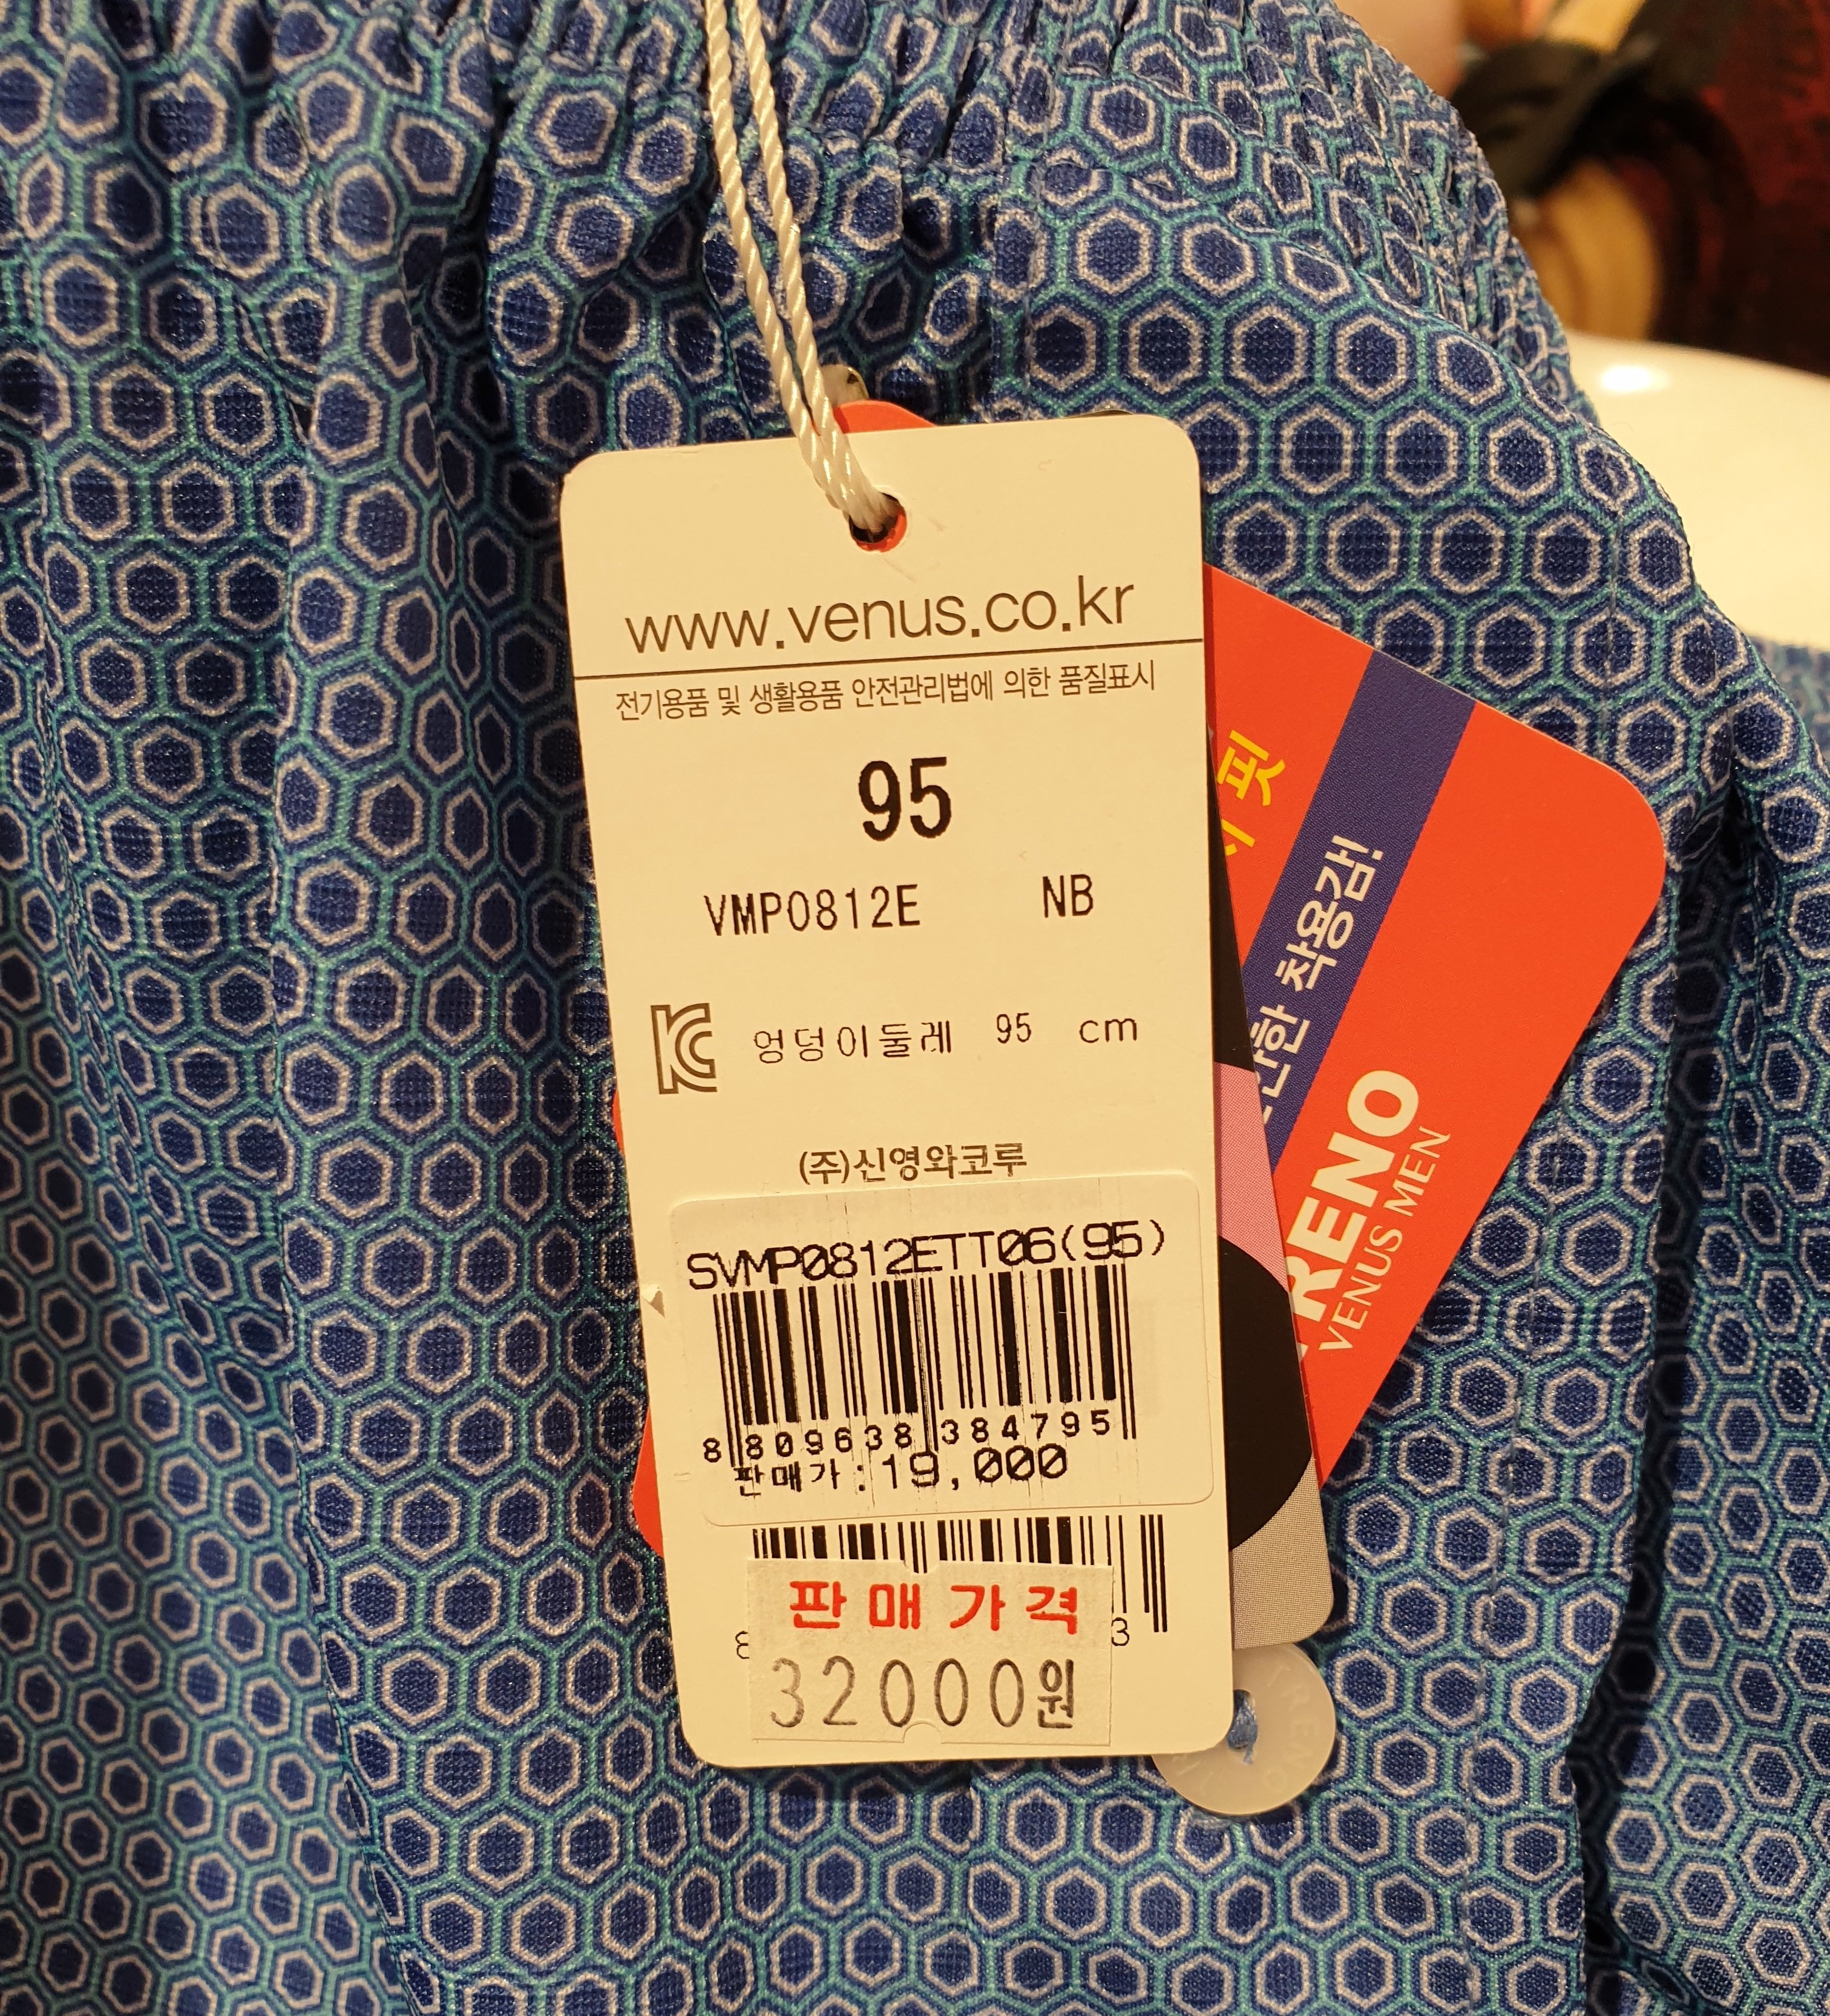 www.venus.co.kr
전기용품 및 생활용품 안전관리법에 의한 품질표시
95
VMP0812E NB
엉덩이둘레 95 cm
(주)신영와코루
SVMP0812ETT06(95)
8 809638 384795
판매가:19,000
판매가격
32000원
핏
착용감!
VENUS MEN
TRENO